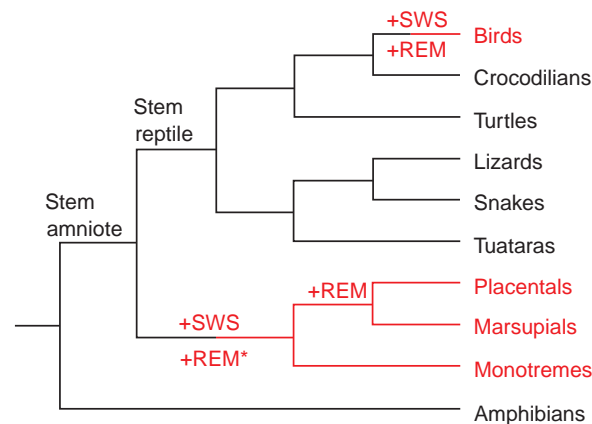 +SWS
+REM
Birds
Crocodilians
Stem
reptile
Turtles
Lizards
Stem
amniote
Snakes
Tuataras
+REM
Placentals
+SWS
+REM*
Marsupials
Monotremes
Amphibians